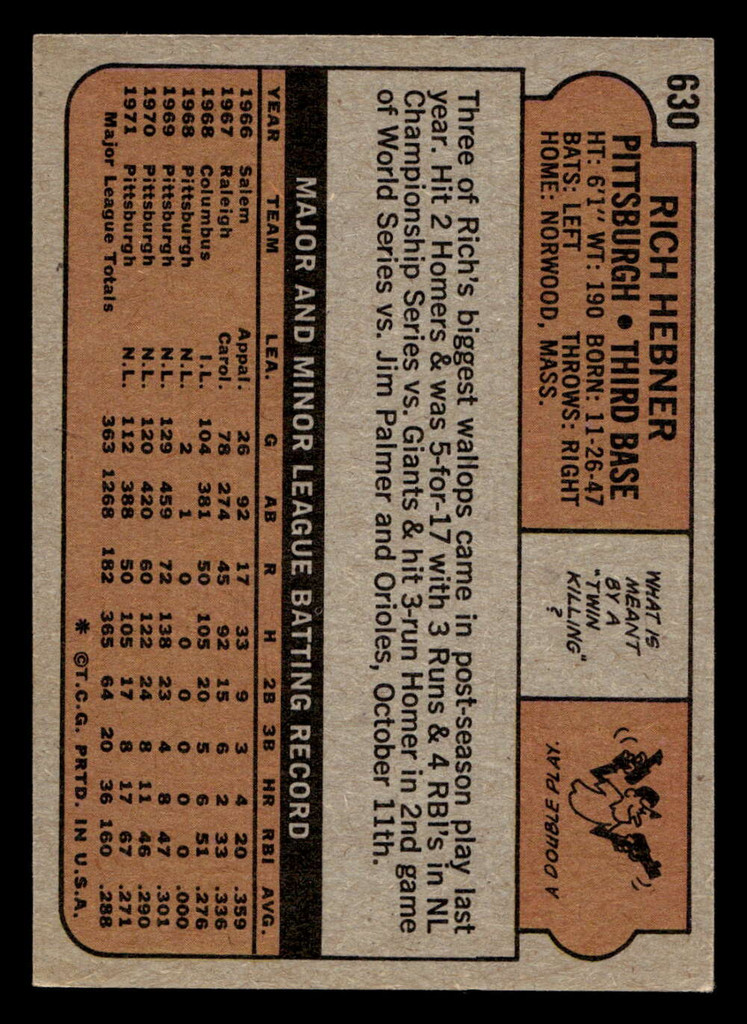 630
RICH HEBNER
PITTSBURGH • THIRD BASE
HT: 6'1" WT: 190 BORN: 11-26-47
BATS: LEFT THROWS: RIGHT
HOME: NORWOOD, MASS.
WHAT IS
MEANT
BY A
"TWIN
KILLING"
?
A DOUBLE PLAY.
Three of Rich's biggest wallops came in post-season play last
year. Hit 2 Homers & was 5-for-17 with 3 Runs & 4 RBI's in NL
Championship Series vs. Giants & hit 3-run Homer in 2nd game
of World Series vs. Jim Palmer and Orioles, October 11th.
MAJOR AND MINOR LEAGUE BATTING RECORD
YEAR TEAM LEA. G AB R H 2B 3B HR RBI AVG.
1966 Salem Appal. 26 92 17 33 9 3 4 20 .359
1967 Raleigh Carol. 78 274 45 92 15 6 2 33 .336
1968 Columbus I.L. 104 381 50 105 20 5 6 51 .276
1968 Pittsburgh N.L. 2 1 0 0 0 0 0 0 .000
1969 Pittsburgh N.L. 129 459 72 138 23 4 8 47 .301
1970 Pittsburgh N.L. 120 420 60 122 24 8 11 46 .290
1971 Pittsburgh N.L. 112 388 50 105 17 8 17 67 .271
Major League Totals 363 1268 182 365 64 20 36 160 .288
* ©T.C.G. PRTD. IN U.S.A.